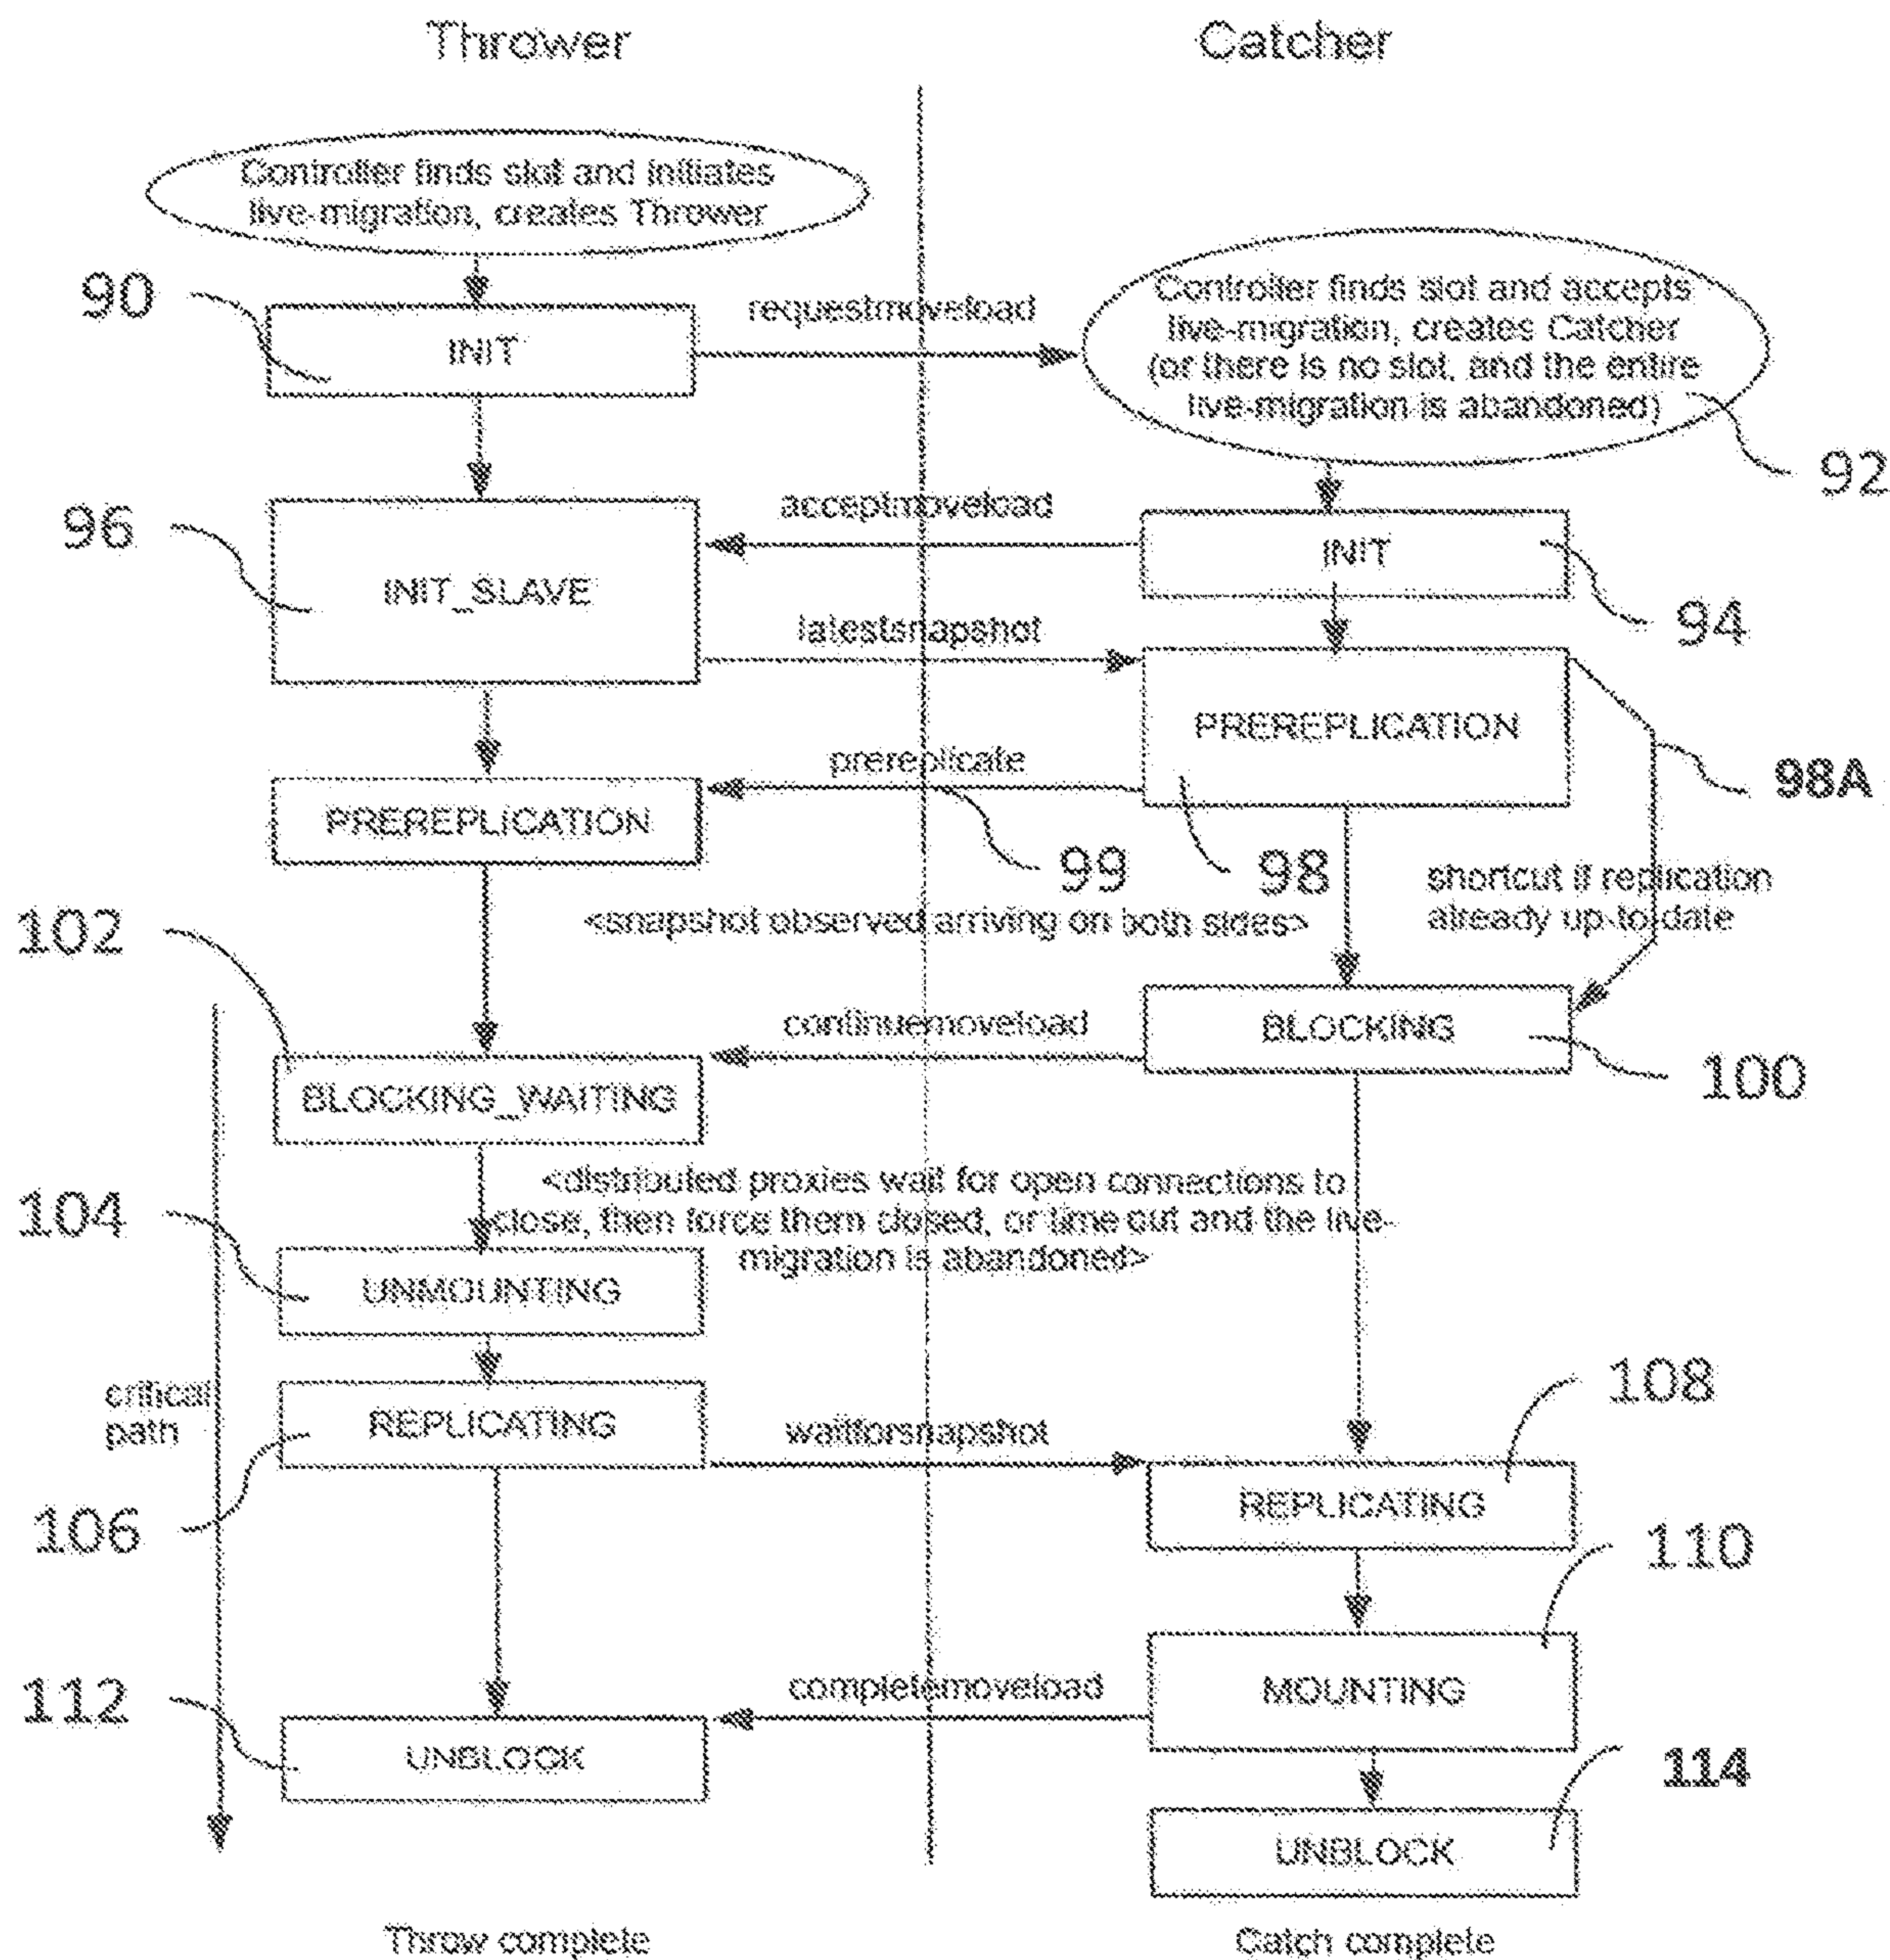 Thrower
Catcher
Controller finds slot and initiates
live-migration, creates Thrower
90
INIT
requestmoveload
Controller finds slot and accepts
live-migration, creates Catcher
(or there is no slot, and the entire
live-migration is abandoned)
92
96
INIT_SLAVE
acceptmoveload
INIT
94
latestsnapshot
PREREPLICATION
98A
prereplicate
PREREPLICATION
99
98
shortcut if replication
already up-to-date
102
<snapshot observed arriving on both sides>
continuemoveload
BLOCKING
100
BLOCKING_WAITING
<distributed proxies wait for open connections to
close, then force them closed, or time out and the live-
migration is abandoned>
104
UNMOUNTING
critical
path
REPLICATING
waitforsnapshot
108
REPLICATING
106
110
MOUNTING
completemoveload
112
UNBLOCK
114
UNBLOCK
Throw complete
Catch complete